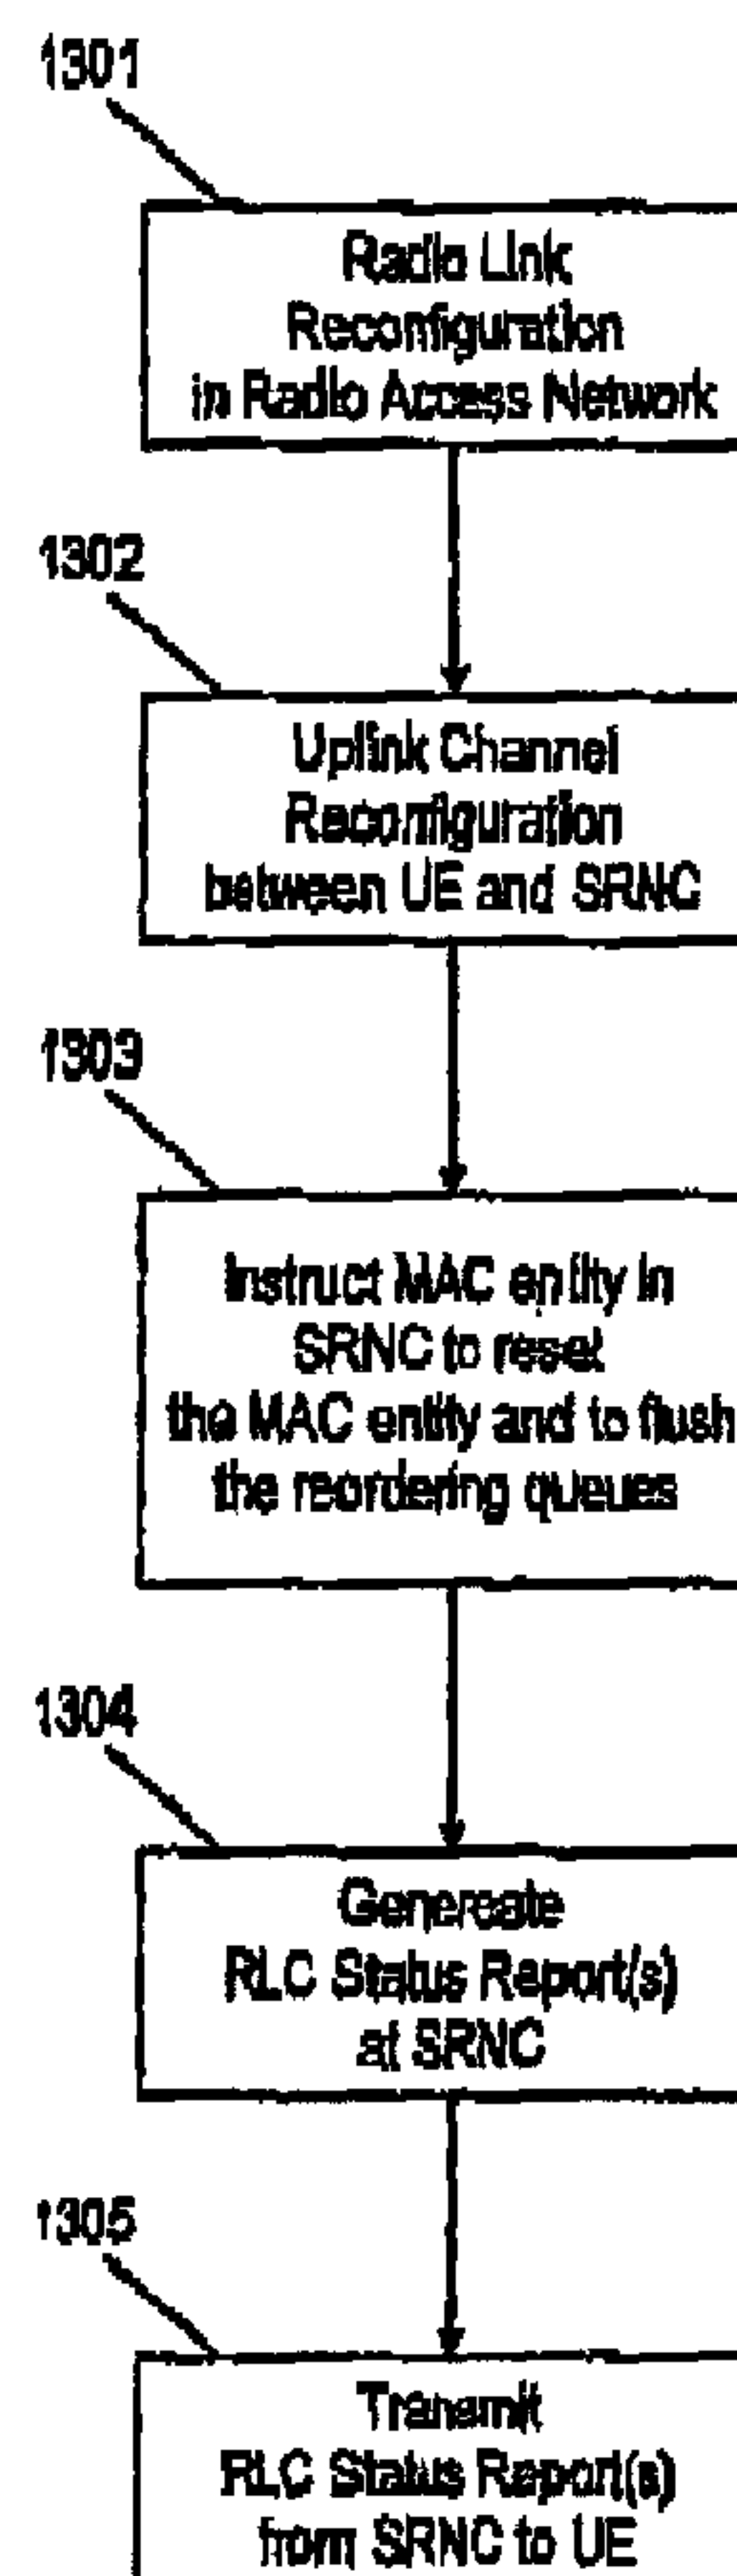 1301
Radio Link
Reconfiguration
in Radio Access Network
1302
Uplink Channel
Reconfiguration
between UE and SRNC
1303
Instruct MAC entity in
SRNC to reset
the MAC entity and to flush
the reordering queues
1304
Genereate
RLC Status Report(s)
at SRNC
1305
Transmit
RLC Status Report(s)
from SRNC to UE